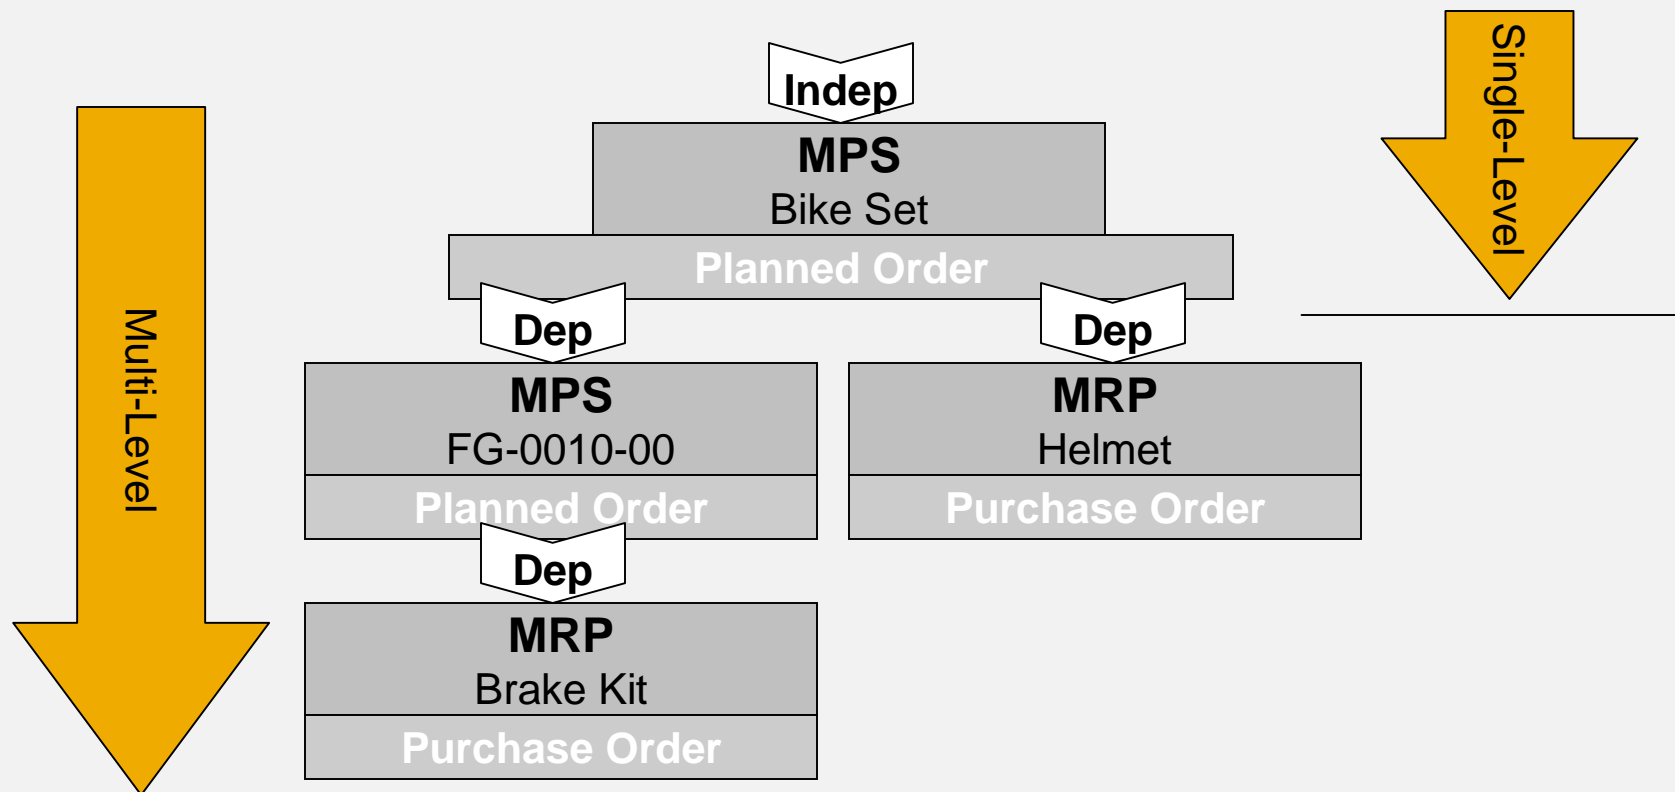 Indep
MPS
Bike Set
Planned Order
Single-Level
Multi-Level
Dep
Dep
MPS
FG-0010-00
Planned Order
MRP
Helmet
Purchase Order
Dep
MRP
Brake Kit
Purchase Order